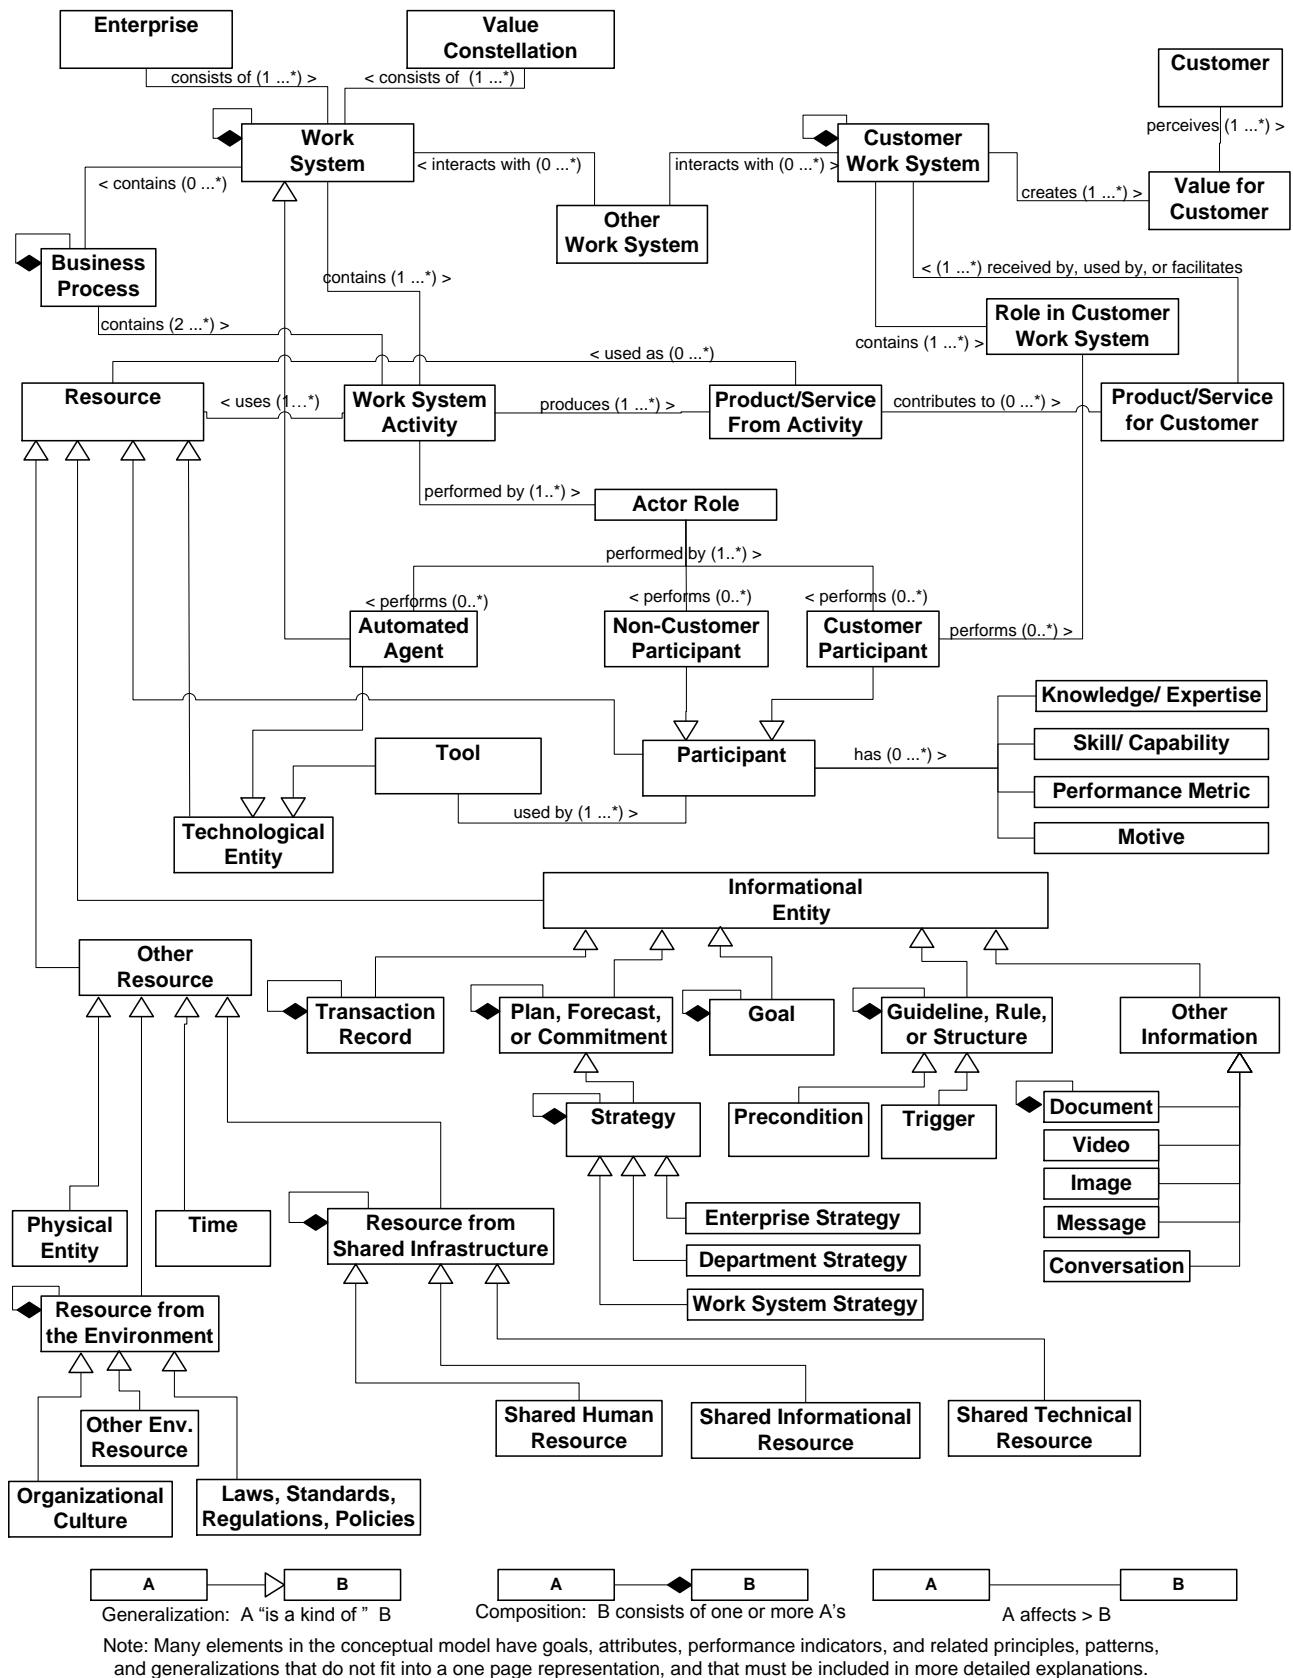 Enterprise
Value
Constellation
Customer
consists of (1 ...*) >
< consists of  (1 ...*)
perceives (1 ...*) >
Work
System
Customer
Work System
< interacts with (0 ...*)
interacts with (0 ...*) >
< contains (0 ...*)
creates (1 ...*) >
Value for
Customer
Other
Work System
Business
Process
contains (1 ...*) >
< (1 ...*) received by, used by, or facilitates
Role in Customer
Work System
contains (2 ...*) >
contains (1 ...*) >
< used as (0 ...*)
Resource
< uses (1...*)
Work System
Activity
produces (1 ...*) >
Product/Service
From Activity
contributes to (0 ...*) >
Product/Service
for Customer
performed by (1..*) >
Actor Role
performed by (1..*) >
< performs (0..*)
< performs (0..*)
< performs (0..*)
Automated
Agent
Non-Customer
Participant
Customer
Participant
performs (0..*) >
Knowledge/ Expertise
Skill/ Capability
Tool
Participant
has (0 ...*) >
Performance Metric
used by (1 ...*) >
Motive
Technological
Entity
Informational
Entity
Other
Resource
Transaction
Record
Plan, Forecast,
or Commitment
Goal
Guideline, Rule,
or Structure
Other
Information
Strategy
Precondition
Trigger
Document
Video
Image
Message
Conversation
Physical
Entity
Time
Resource from
Shared Infrastructure
Enterprise Strategy
Department Strategy
Work System Strategy
Resource from
the Environment
Shared Human
Resource
Shared Informational
Resource
Shared Technical
Resource
Other Env.
Resource
Organizational
Culture
Laws, Standards,
Regulations, Policies
A
B
A
B
A
B
Generalization:  A “is a kind of ”  B
Composition:  B consists of one or more A's
A affects > B
Note: Many elements in the conceptual model have goals, attributes, performance indicators, and related principles, patterns,
and generalizations that do not fit into a one page representation, and that must be included in more detailed explanations.